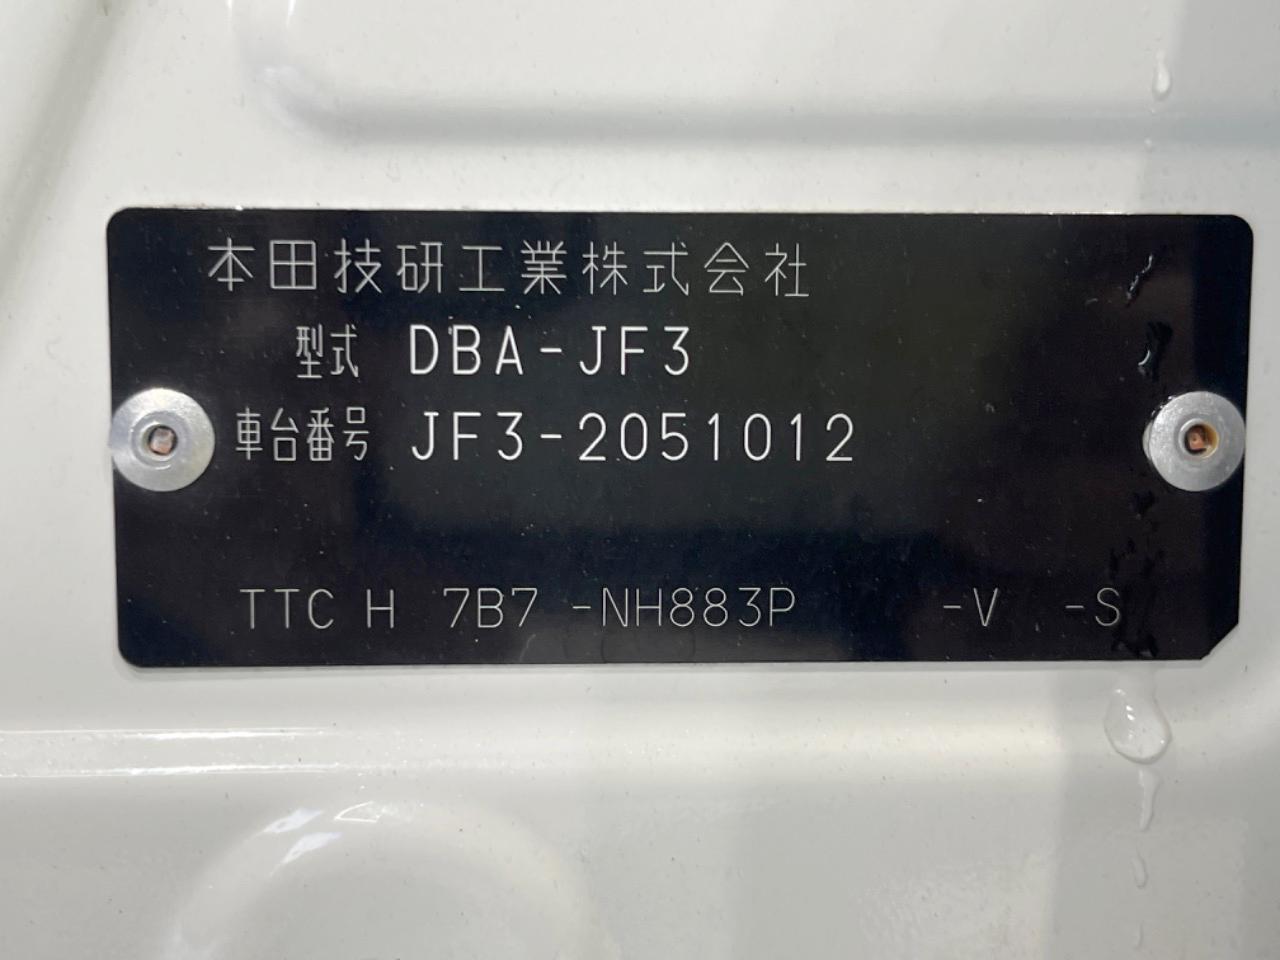 本田技研工業株式会社
型式 DBA-JF3
車台番号 JF3-2051012
TTC H 7B7 -NH883P -V -S